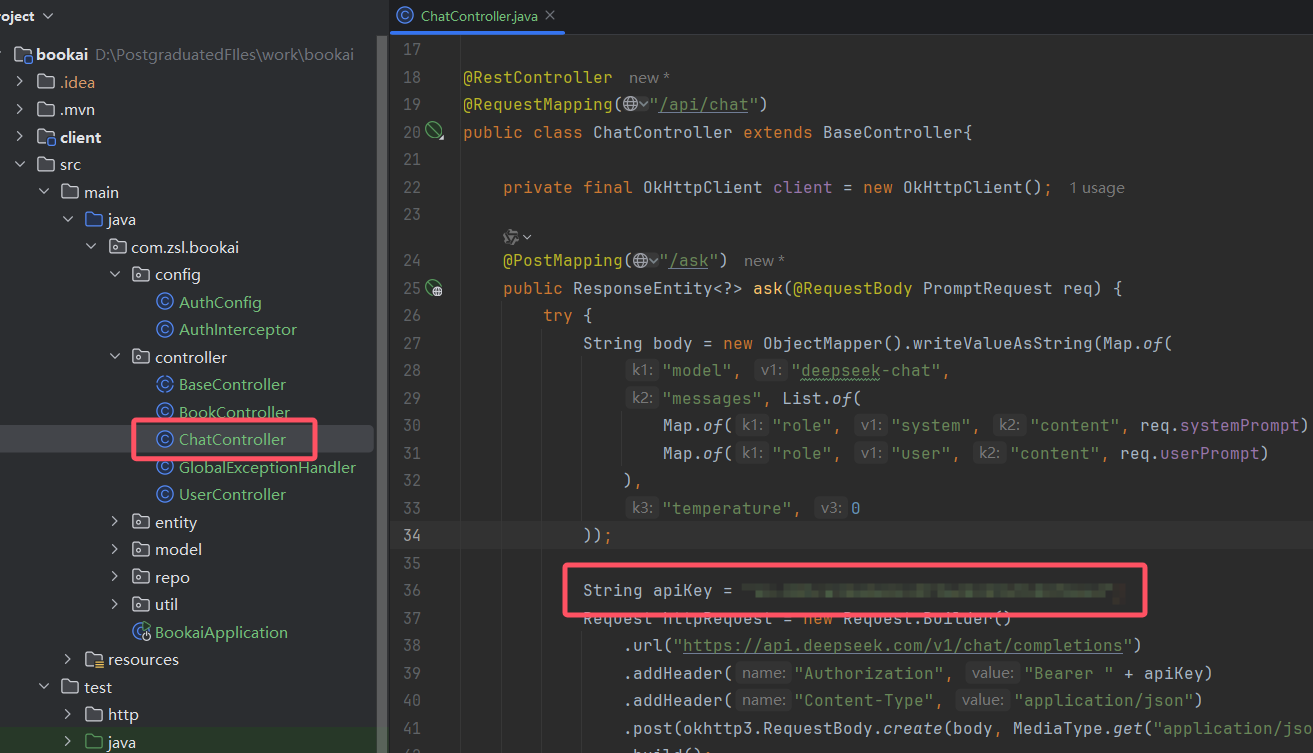 roject
bookai D:\PostgraduatedFIles\work\bookai
.idea
.mvn
client
src
main
java
com.zsl.bookai
config
AuthConfig
AuthInterceptor
controller
BaseController
BookController
ChatController
GlobalExceptionHandler
UserController
entity
model
repo
util
BookaiApplication
resources
test
http
java
ChatController.java
17
18 @RestController new *
19 @RequestMapping("/api/chat")
20 public class ChatController extends BaseController{
21
22 private final OkHttpClient client = new OkHttpClient(); 1 usage
23
24 @PostMapping("/ask") new *
25 public ResponseEntity<?> ask(@RequestBody PromptRequest req) {
26 try {
27 String body = new ObjectMapper().writeValueAsString(Map.of(
28 k1: "model", v1: "deepseek-chat",
29 k2: "messages", List.of(
30 Map.of( k1: "role", v1: "system", k2: "content", req.systemPrompt)
31 Map.of( k1: "role", v1: "user", k2: "content", req.userPrompt)
32 ),
33 k3: "temperature", v3: 0
34 ));
35
36 String apiKey =
37 Request httpRequest = new Request.Builder()
38 .url("https://api.deepseek.com/v1/chat/completions")
39 .addHeader( name: "Authorization", value: "Bearer " + apiKey)
40 .addHeader( name: "Content-Type", value: "application/json")
41 .post(okhttp3.RequestBody.create(body, MediaType.get("application/jso
.build();